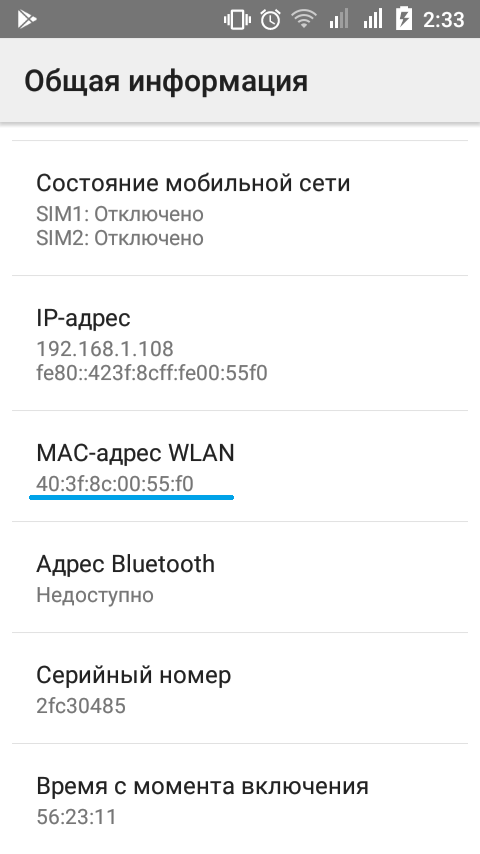 2:33
Общая информация
Состояние мобильной сети
SIM1: Отключено
SIM2: Отключено
IP-адрес
192.168.1.108
fe80::423f:8cff:fe00:55f0
MAC-адрес WLAN
40:3f:8c:00:55:f0
Адрес Bluetooth
Недоступно
Серийный номер
2fc30485
Время с момента включения
56:23:11